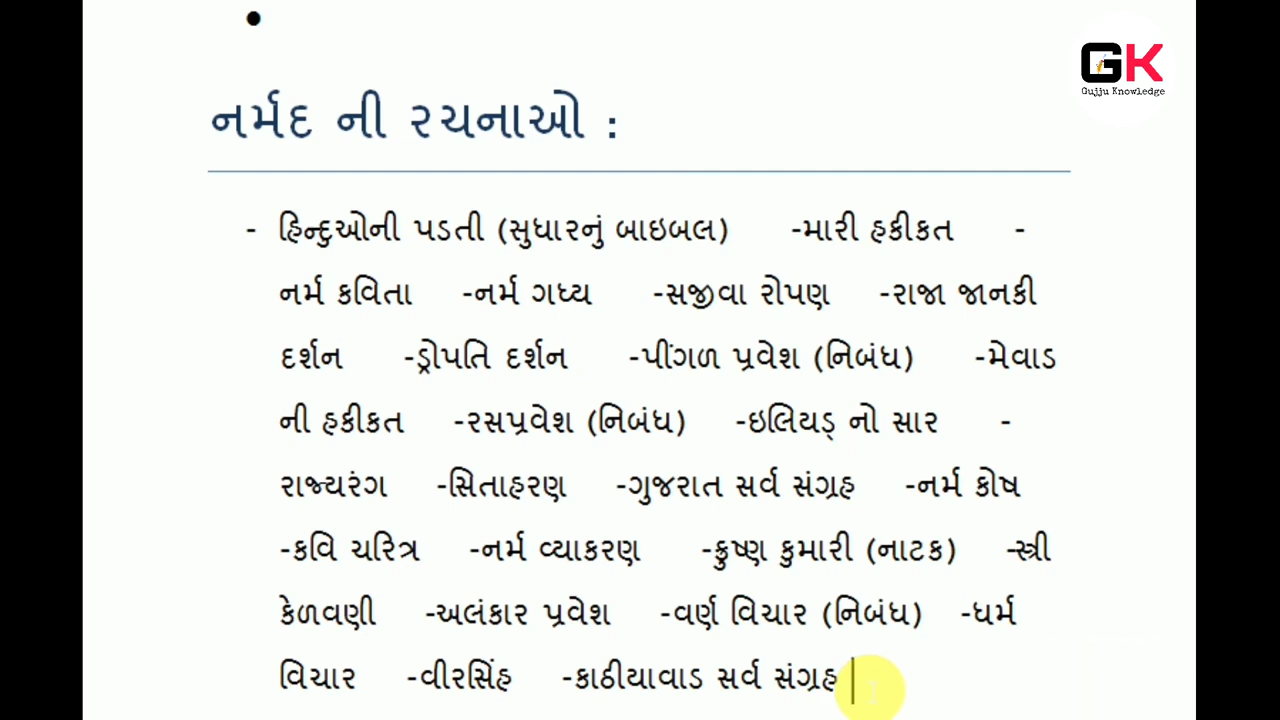 GK
Gujju Knowledge
•
નર્મદ ની રચનાઓ :
- હિન્દુઓની પડતી (સુધારનું બાઇબલ) -મારી હકીકત -
નર્મ કવિતા -નર્મ ગધ્ય -સજીવા રોપણ -રાજા જાનકી
દર્શન -ડ્રોપતિ દર્શન -પીંગળ પ્રવેશ (નિબંધ) -મેવાડ
ની હકીકત -રસપ્રવેશ (નિબંધ) -ઇલિયડ્ નો સાર -
રાજ્યરંગ -સિતાહરણ -ગુજરાત સર્વ સંગ્રહ -નર્મ કોષ
-કવિ ચરિત્ર -નર્મ વ્યાકરણ -ક્રુષ્ણ કુમારી (નાટક) -સ્ત્રી
કેળવણી -અલંકાર પ્રવેશ -વર્ણ વિચાર (નિબંધ) -ધર્મ
વિચાર -વીરસિંહ -કાઠીયાવાડ સર્વ સંગ્રહ